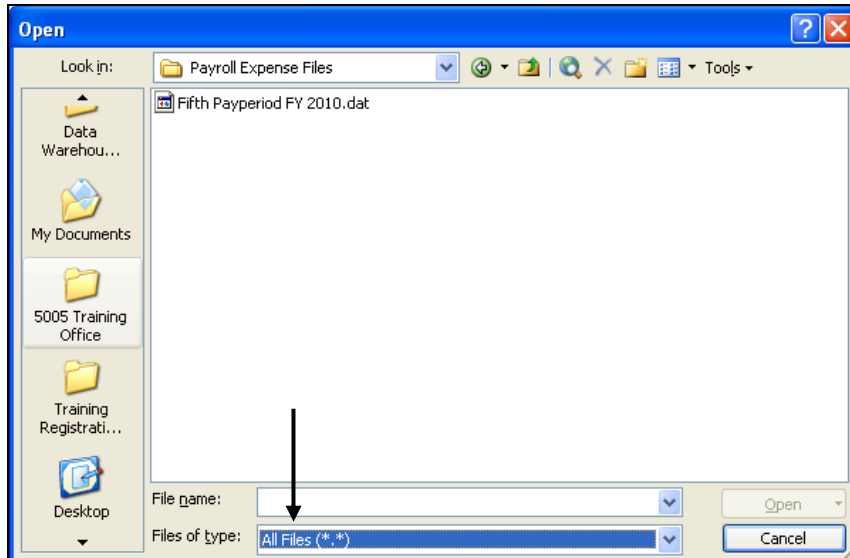 Open
Look in:
Payroll Expense Files
Tools
Fifth Payperiod FY 2010.dat
Data
Warehou...
My Documents
5005 Training
Office
Training
Registrati...
Desktop
File name:
Open
Files of type:
All Files (*.*)
Cancel